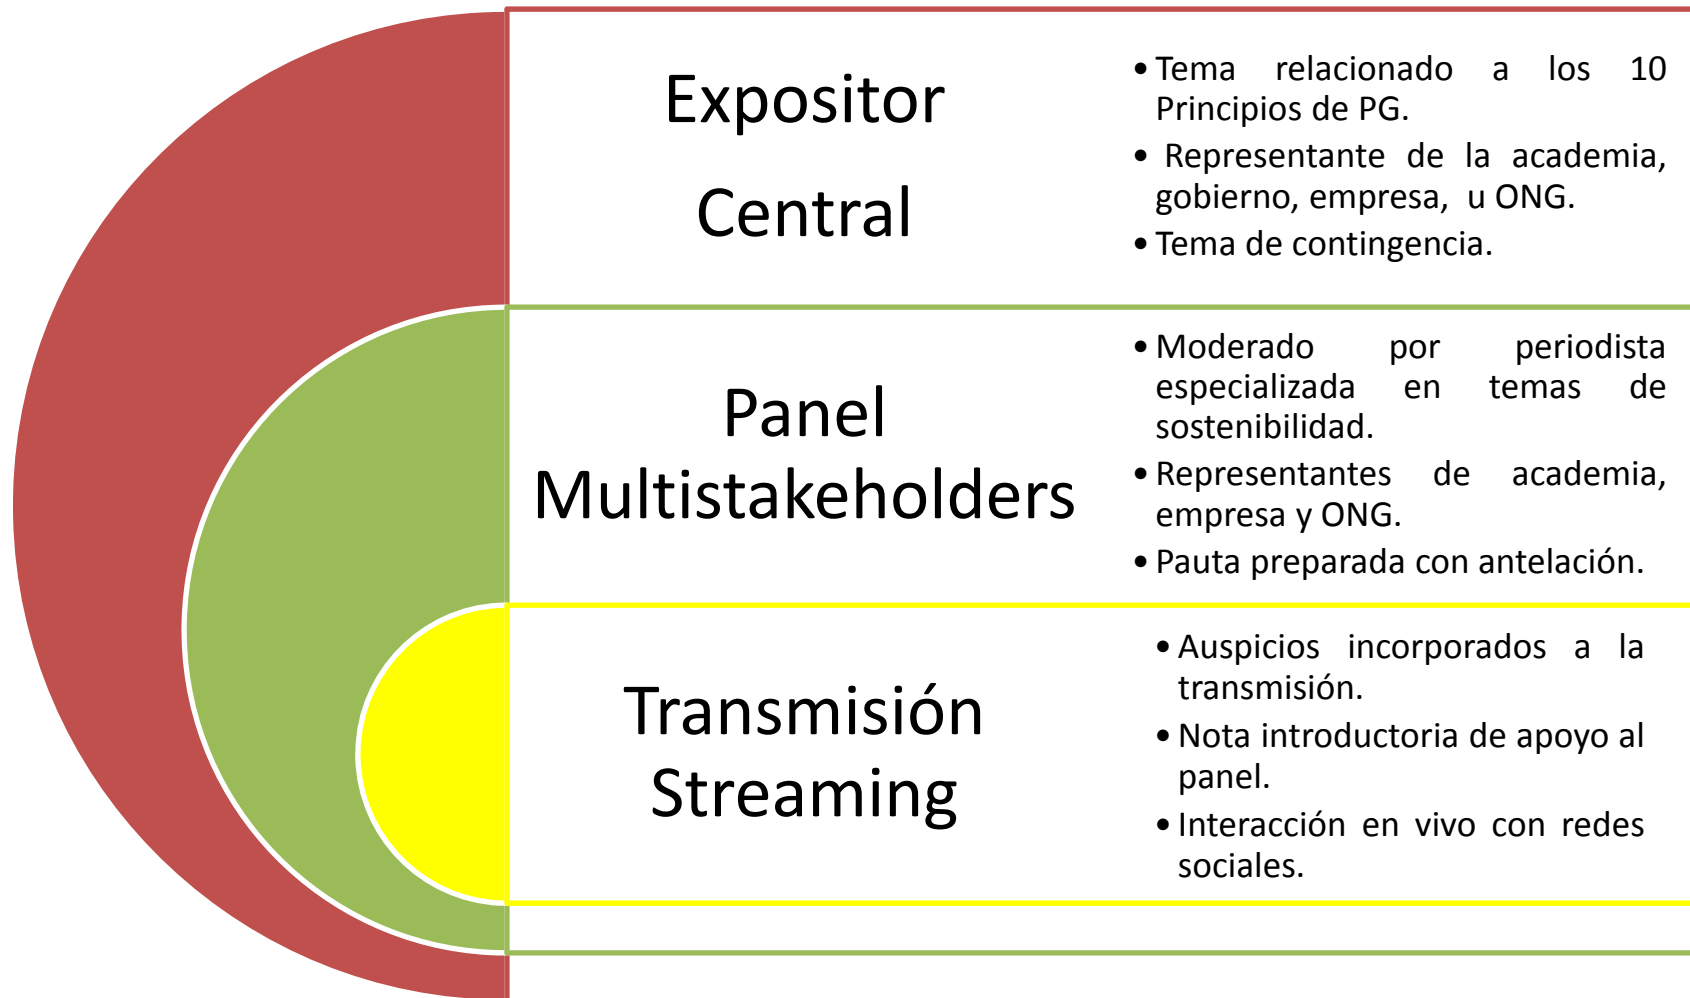 Expositor
Central
• Tema relacionado a los 10
Principios de PG.
• Representante de la academia,
gobierno, empresa, u ONG.
• Tema de contingencia.
Panel
Multistakeholders
• Moderado por periodista
especializada en temas de
sostenibilidad.
• Representantes de academia,
empresa y ONG.
• Pauta preparada con antelación.
Transmisión
Streaming
• Auspicios incorporados a la
transmisión.
• Nota introductoria de apoyo al
panel.
• Interacción en vivo con redes
sociales.